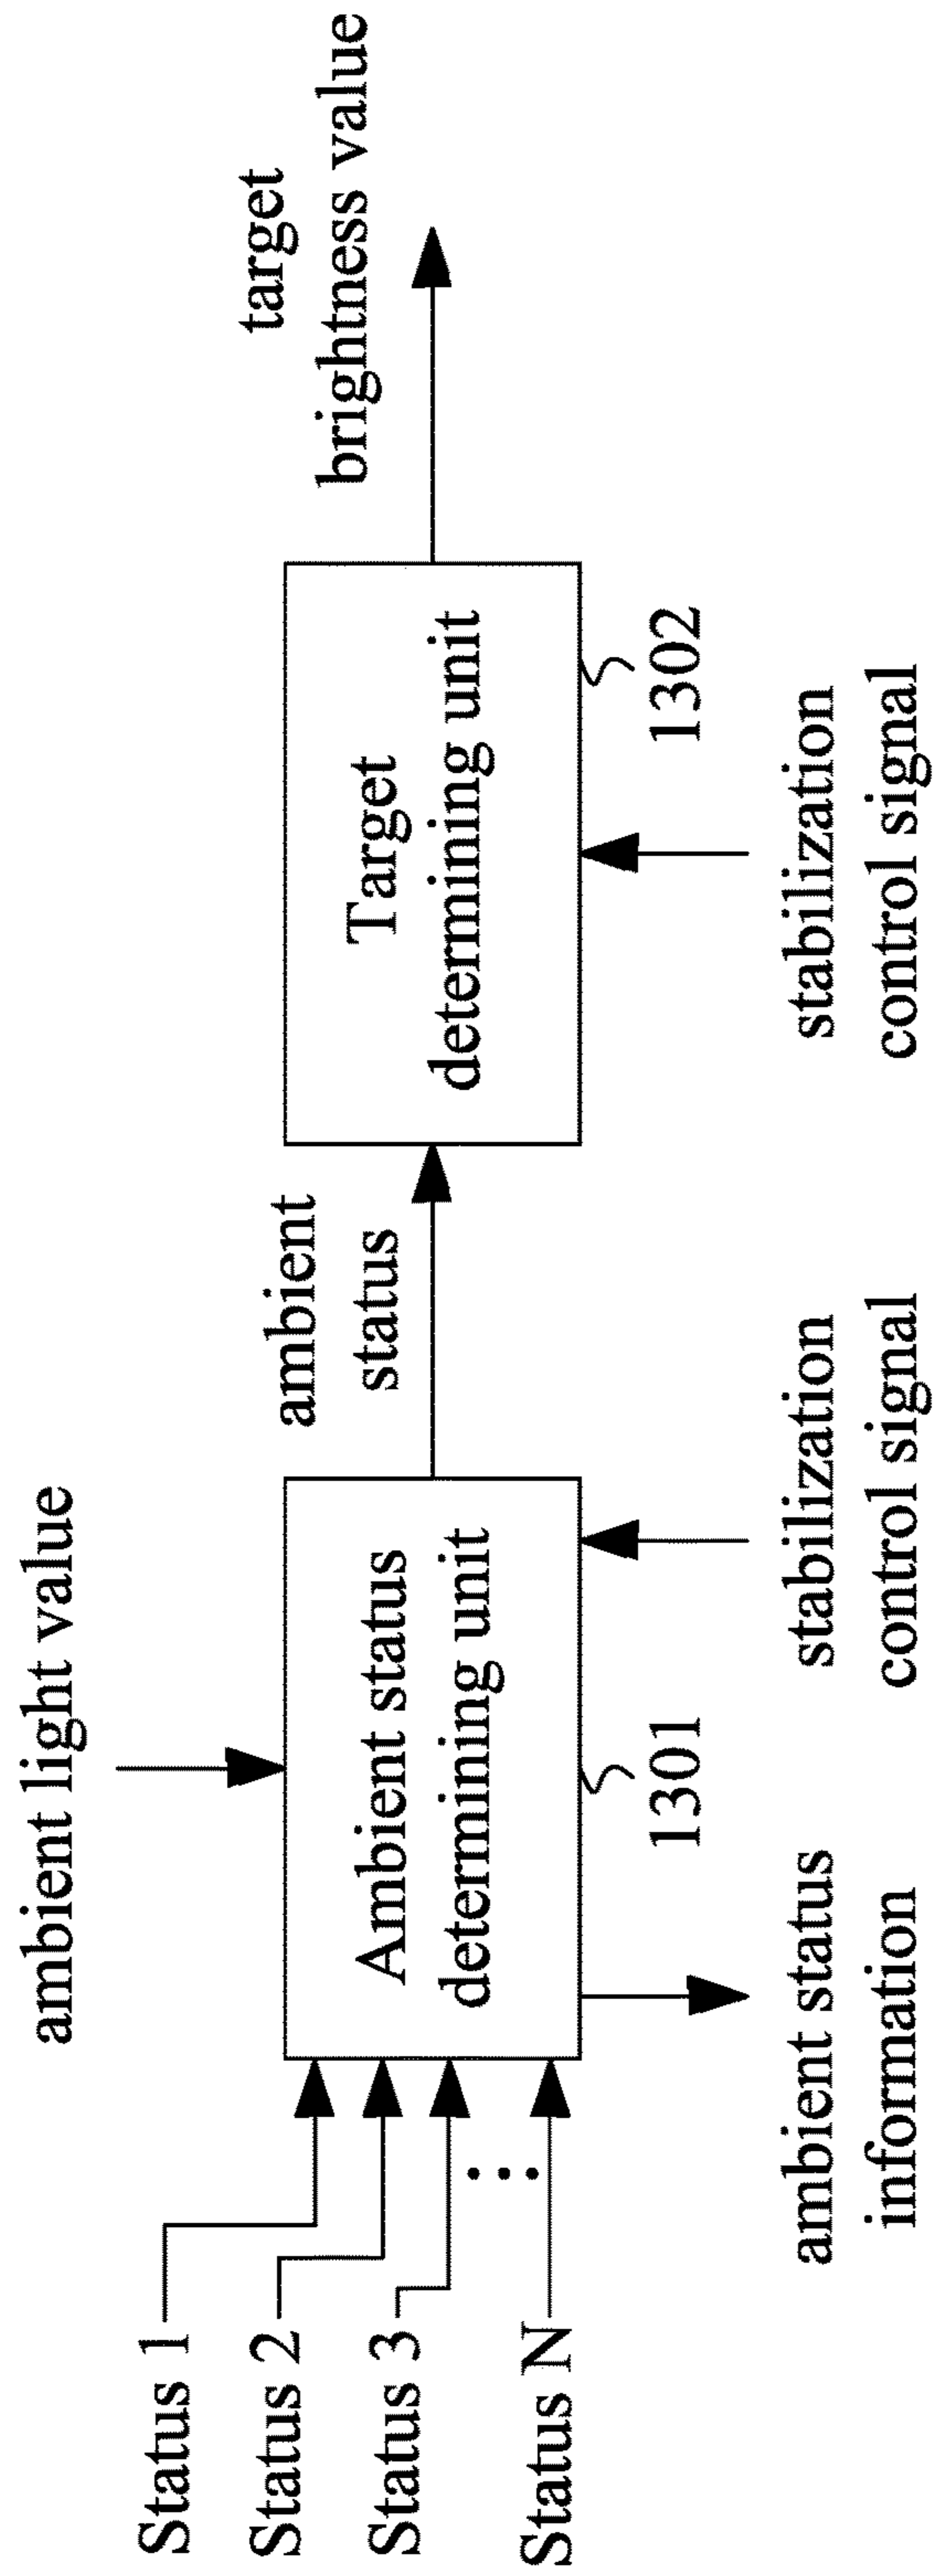 ambient light value
Status 1
Status 2
Status 3
Status N
Ambient status
determining unit
1301
ambient status
information
stabilization
control signal
ambient
status
Target
determining unit
1302
stabilization
control signal
target
brightness value